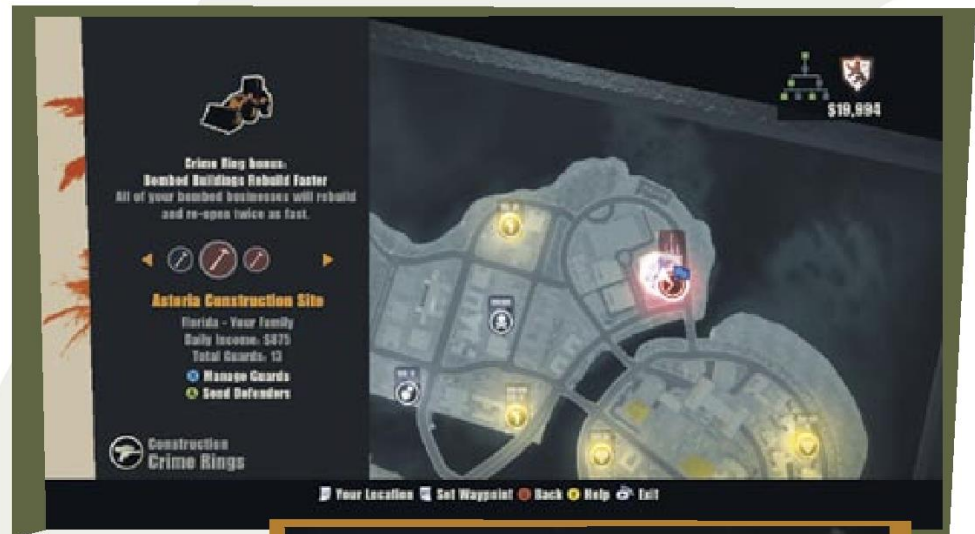 $19,994
Crime Ring bonus:
Bombed Buildings Rebuild Faster
All of your bombed businesses will rebuild
and re-open twice as fast.
Astoria Construction Site
Florida - Your Family
Daily Income: $875
Total Guards: 13
Manage Guards
Send Defenders
Construction
Crime Rings
Your Location Set Waypoint Back Help Exit